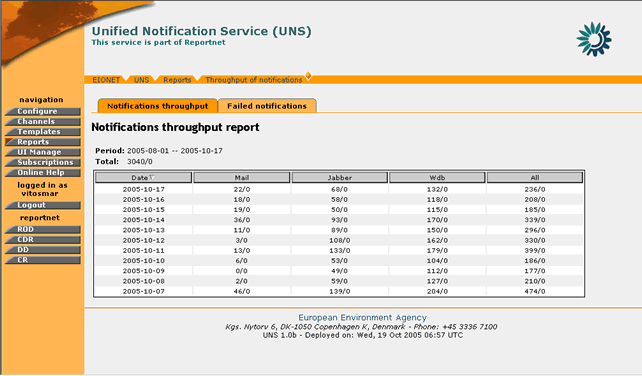 Unified Notification Service (UNS)
This service is part of Reportnet
EIONET UNS Reports Throughput of notifications
navigation
Configure
Channels
Templates
Reports
UI Manage
Subscriptions
Online Help
logged in as
vitosmar
Logout
reportnet
ROD
CDR
DD
CR
Notifications throughput Failed notifications
Notifications throughput report
Period: 2005-08-01 -- 2005-10-17
Total: 3040/0
Date Mail Jabber Wdb All
2005-10-17 22/0 68/0 132/0 236/0
2005-10-16 18/0 58/0 118/0 208/0
2005-10-15 19/0 50/0 115/0 185/0
2005-10-14 36/0 93/0 170/0 339/0
2005-10-13 11/0 89/0 150/0 296/0
2005-10-12 3/0 108/0 162/0 330/0
2005-10-11 13/0 133/0 179/0 399/0
2005-10-10 6/0 53/0 104/0 186/0
2005-10-09 0/0 49/0 112/0 177/0
2005-10-08 2/0 59/0 127/0 210/0
2005-10-07 46/0 139/0 204/0 474/0
European Environment Agency
Kgs. Nytorv 6, DK-1050 Copenhagen K, Denmark - Phone: +45 3336 7100
UNS 1.0b - Deployed on: Wed, 19 Oct 2005 06:57 UTC